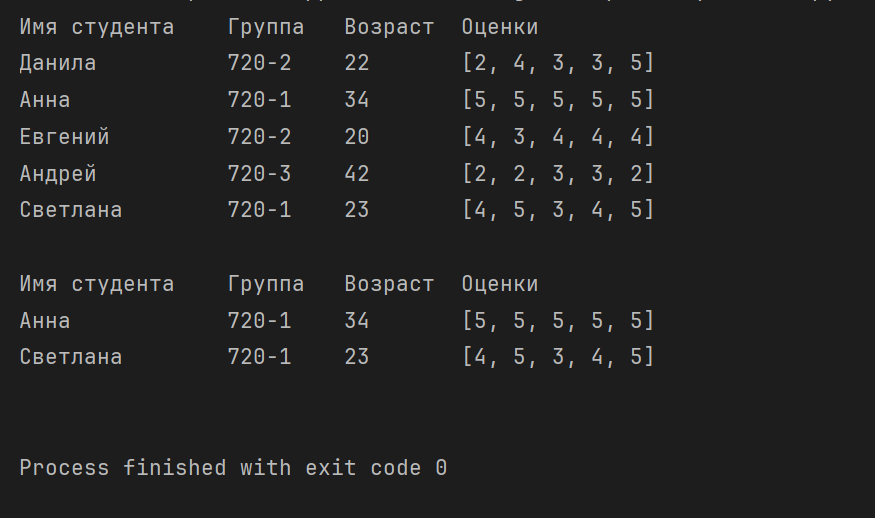 Имя студента    Группа   Возраст  Оценки
Данила          720-2    22       [2, 4, 3, 3, 5]
Анна            720-1    34       [5, 5, 5, 5, 5]
Евгений         720-2    20       [4, 3, 4, 4, 4]
Андрей          720-3    42       [2, 2, 3, 3, 2]
Светлана        720-1    23       [4, 5, 3, 4, 5]
Имя студента    Группа   Возраст  Оценки
Анна            720-1    34       [5, 5, 5, 5, 5]
Светлана        720-1    23       [4, 5, 3, 4, 5]
Process finished with exit code 0